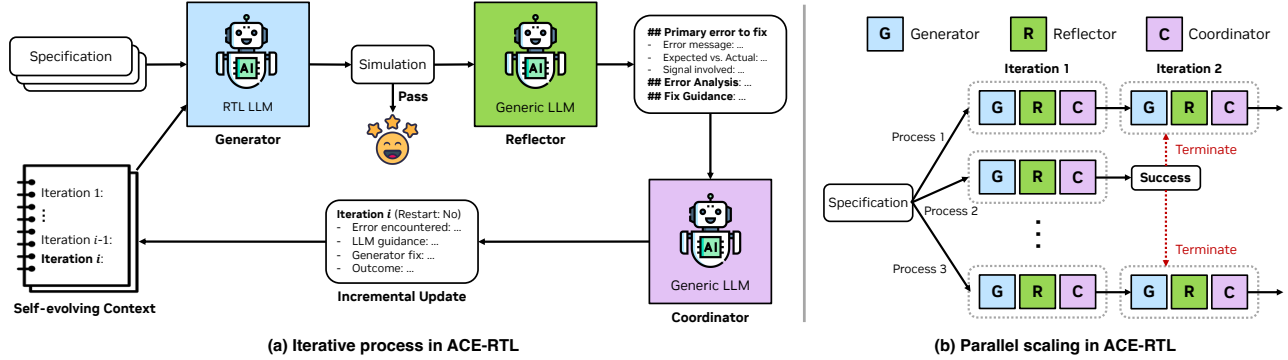 Specification
AI
RTL LLM
Generator
Simulation
Pass
AI
Generic LLM
Reflector
## Primary error to fix
- Error message: ...
- Expected vs. Actual: ...
- Signal involved: ...
## Error Analysis: ...
## Fix Guidance: ...
Iteration 1:
⋮
Iteration i-1:
Iteration i:
Self-evolving Context
Iteration i (Restart: No)
- Error encountered: ...
- LLM guidance: ...
- Generator fix: ...
- Outcome: ...
Incremental Update
AI
Generic LLM
Coordinator
(a) Iterative process in ACE-RTL
G Generator R Reflector C Coordinator
Iteration 1 Iteration 2
G R C G R C
Process 1
Terminate
G R C Success
Specification
Process 2
⋮
Terminate
Process 3
G R C G R C
(b) Parallel scaling in ACE-RTL